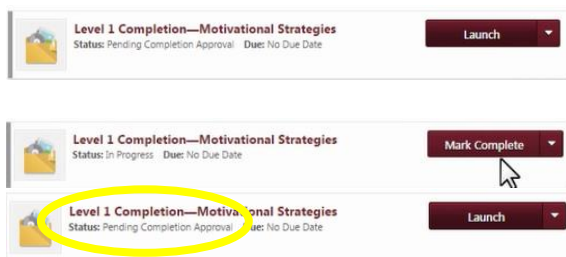 Level 1 Completion—Motivational Strategies
Status: Pending Completion Approval Due: No Due Date
Launch
Level 1 Completion—Motivational Strategies
Status: In Progress Due: No Due Date
Mark Complete
Level 1 Completion—Motivational Strategies
Status: Pending Completion Approval Due: No Due Date
Launch